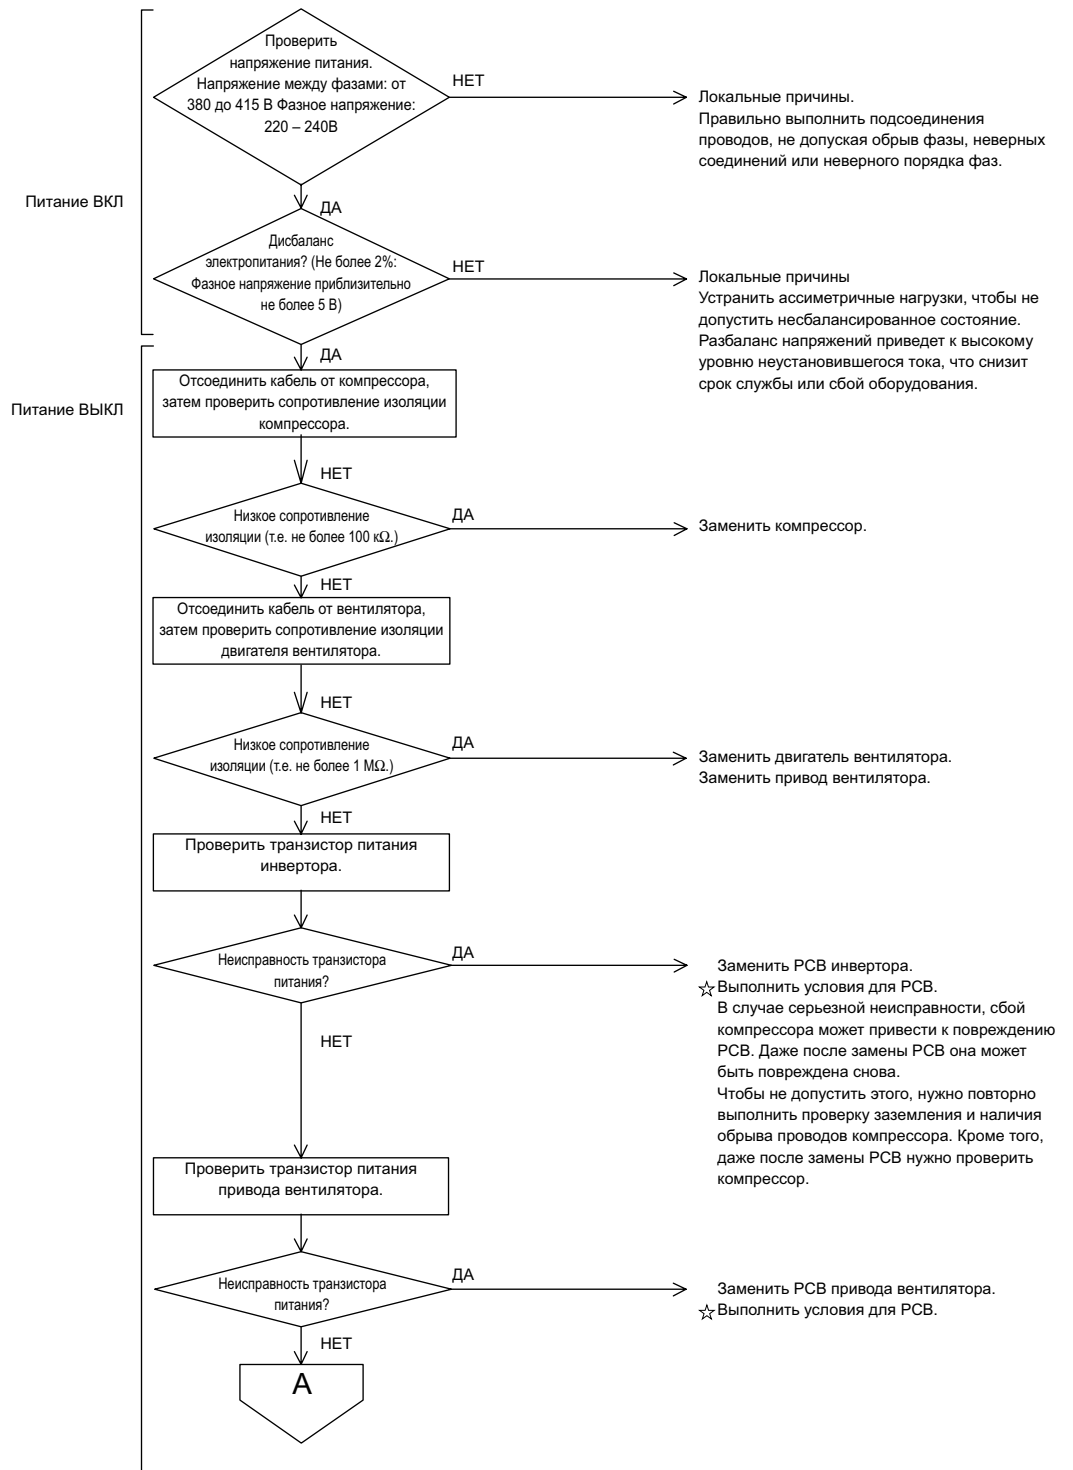 Проверить
напряжение питания.
Напряжение между фазами: от
380 до 415 В Фазное напряжение:
220 – 240В
НЕТ
Локальные причины.
Правильно выполнить подсоединения
проводов, не допуская обрыв фазы, неверных
соединений или неверного порядка фаз.
Питание ВКЛ
ДА
Дисбаланс
электропитания? (Не более 2%:
Фазное напряжение приблизительно
не более 5 В)
НЕТ
Локальные причины
Устранить ассиметричные нагрузки, чтобы не
допустить несбалансированное состояние.
Разбаланс напряжений приведет к высокому
уровню неустановившегося тока, что снизит
срок службы или сбой оборудования.
ДА
Питание ВЫКЛ
Отсоединить кабель от компрессора,
затем проверить сопротивление изоляции
компрессора.
НЕТ
Низкое сопротивление
изоляции (т.е. не более 100 кΩ.)
ДА
Заменить компрессор.
НЕТ
Отсоединить кабель от вентилятора,
затем проверить сопротивление изоляции
двигателя вентилятора.
НЕТ
Низкое сопротивление
изоляции (т.е. не более 1 МΩ.)
ДА
Заменить двигатель вентилятора.
Заменить привод вентилятора.
НЕТ
Проверить транзистор питания
инвертора.
Неисправность транзистора
питания?
ДА
Заменить PCB инвертора.
☆Выполнить условия для PCB.
В случае серьезной неисправности, сбой
компрессора может привести к повреждению
PCB. Даже после замены PCB она может
быть повреждена снова.
Чтобы не допустить этого, нужно повторно
выполнить проверку заземления и наличия
обрыва проводов компрессора. Кроме того,
даже после замены PCB нужно проверить
компрессор.
НЕТ
Проверить транзистор питания
привода вентилятора.
Неисправность транзистора
питания?
ДА
Заменить PCB привода вентилятора.
☆Выполнить условия для PCB.
НЕТ
A